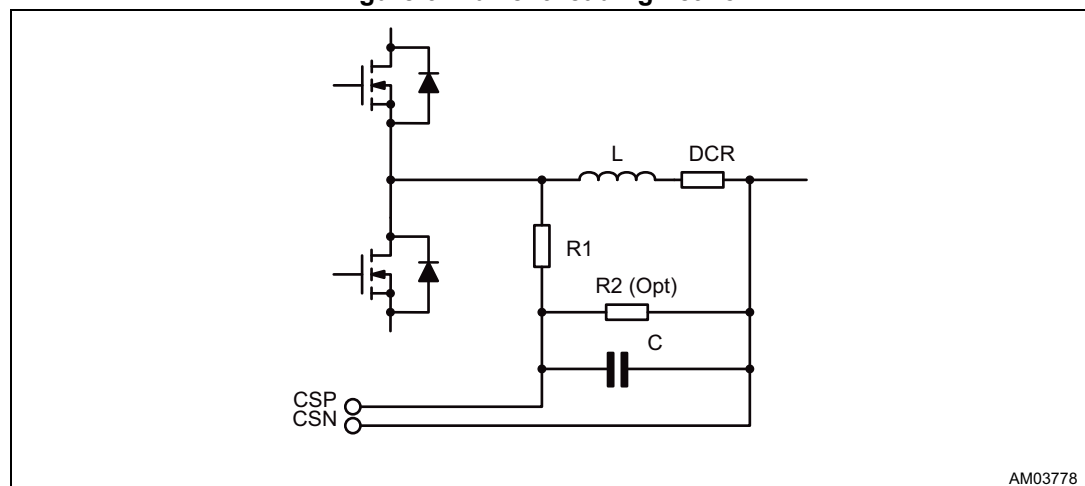 L DCR
R1
R2 (Opt)
C
CSP
CSN
AM03778